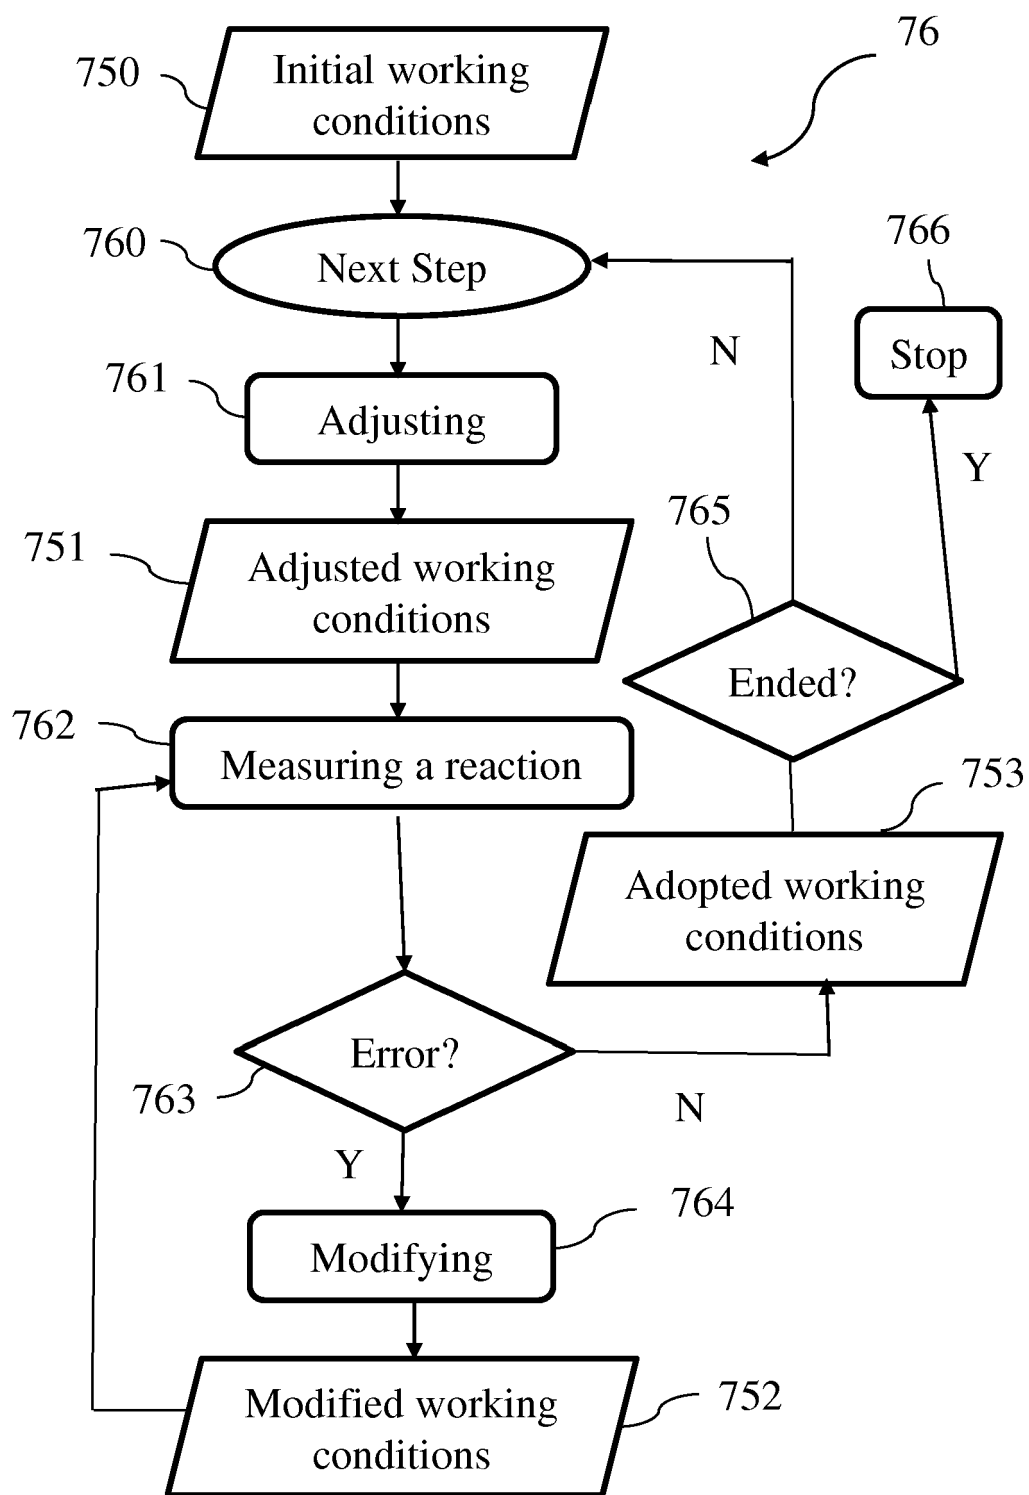 76
750
Initial working
conditions
760
Next Step
766
Stop
N
761
Adjusting
Y
765
751
Adjusted working
conditions
Ended?
762
Measuring a reaction
753
Adopted working
conditions
Error?
763
N
Y
764
Modifying
752
Modified working
conditions